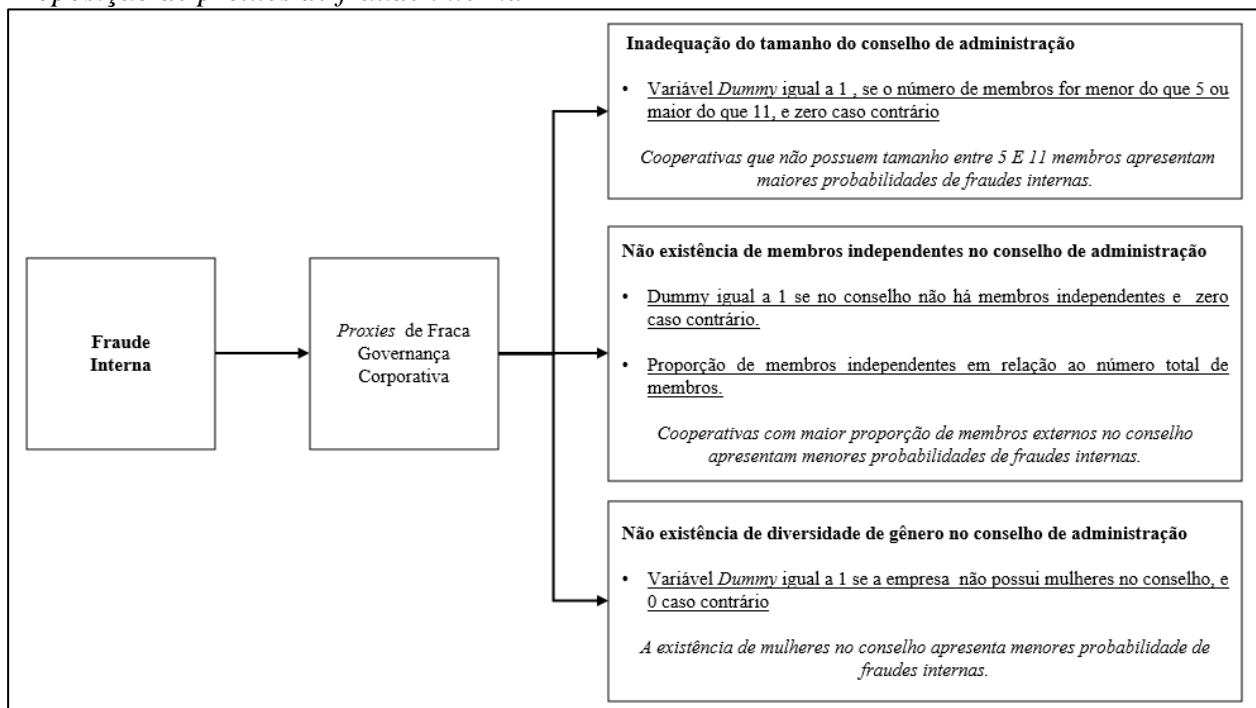 Inadequação do tamanho do conselho de administração
• Variável Dummy igual a 1 , se o número de membros for menor do que 5 ou
maior do que 11, e zero caso contrário
Cooperativas que não possuem tamanho entre 5 E 11 membros apresentam
maiores probabilidades de fraudes internas.
Fraude
Interna
Proxies de Fraca
Governança
Corporativa
Não existência de membros independentes no conselho de administração
• Dummy igual a 1 se no conselho não há membros independentes e zero
caso contrário.
• Proporção de membros independentes em relação ao número total de
membros.
Cooperativas com maior proporção de membros externos no conselho
apresentam menores probabilidades de fraudes internas.
Não existência de diversidade de gênero no conselho de administração
• Variável Dummy igual a 1 se a empresa não possui mulheres no conselho, e
0 caso contrário
A existência de mulheres no conselho apresenta menores probabilidade de
fraudes internas.